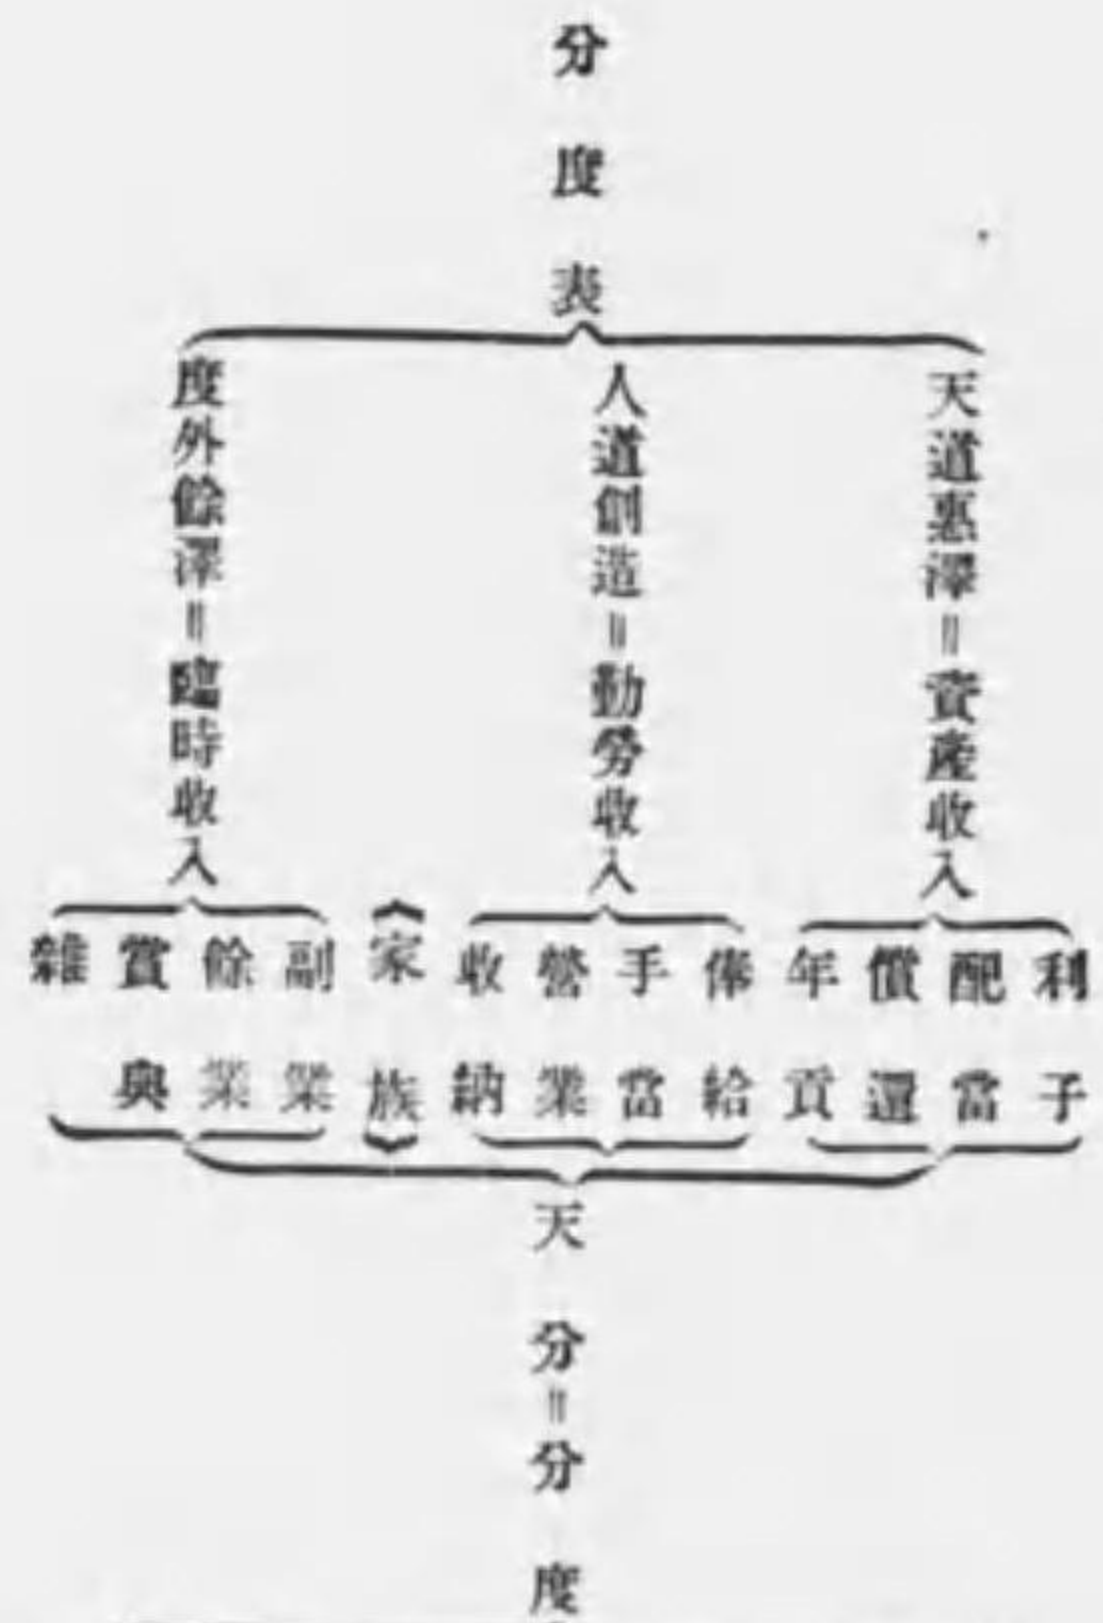 分度表
天道惠澤＝資產收入
利子
配當
償還
年貢
人道創造＝勤勞收入
俸給
手當
營業
收納
家族
度外餘澤＝臨時收入
副業
餘業
賞與
雜
天分＝分度